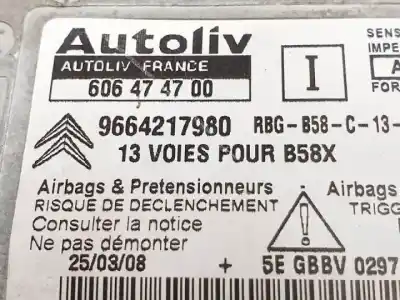 Autoliv
AUTOLIV FRANCE
606 47 47 00
I
SENS
IMPE
A
FOR
9664217980 RBG-B58-C-13-
13 VOIES POUR B58X
Airbags & Pretensionneurs
RISQUE DE DECLENCHEMENT
Consulter la notice
Ne pas démonter
Airbags &
TRIGG
25/03/08 + 5E GBBV 0297